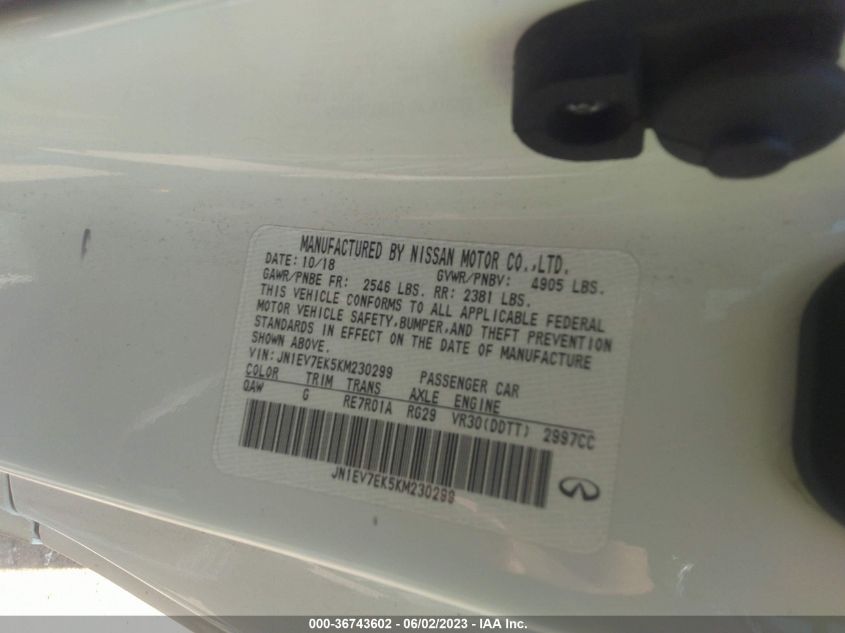 MANUFACTURED BY NISSAN MOTOR CO.,LTD.
DATE: 10/18 GVWR/PNBV: 4905 LBS.
GAWR/PNBE FR: 2546 LBS. RR: 2381 LBS.
THIS VEHICLE CONFORMS TO ALL APPLICABLE FEDERAL
MOTOR VEHICLE SAFETY,BUMPER,AND THEFT PREVENTION
STANDARDS IN EFFECT ON THE DATE OF MANUFACTURE
SHOWN ABOVE.
VIN: JN1EV7EK5KM230299 PASSENGER CAR
COLOR TRIM TRANS AXLE ENGINE
QAW G RE7R01A RG29 VR30(DDTT) 2997CC
JN1EV7EK5KM230299
000-36743602 - 06/02/2023 - IAA Inc.